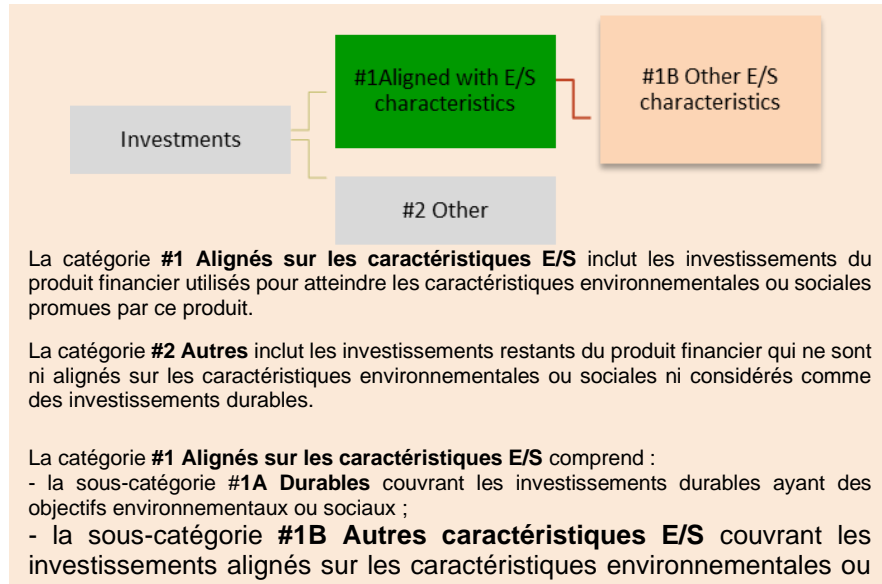 #1Aligned with E/S
characteristics
#1B Other E/S
characteristics
Investments
#2 Other
La catégorie #1 Alignés sur les caractéristiques E/S inclut les investissements du
produit financier utilisés pour atteindre les caractéristiques environnementales ou sociales
promues par ce produit.
La catégorie #2 Autres inclut les investissements restants du produit financier qui ne sont
ni alignés sur les caractéristiques environnementales ou sociales ni considérés comme
des investissements durables.
La catégorie #1 Alignés sur les caractéristiques E/S comprend :
- la sous-catégorie #1A Durables couvrant les investissements durables ayant des
objectifs environnementaux ou sociaux ;
- la sous-catégorie #1B Autres caractéristiques E/S couvrant les
investissements alignés sur les caractéristiques environnementales ou